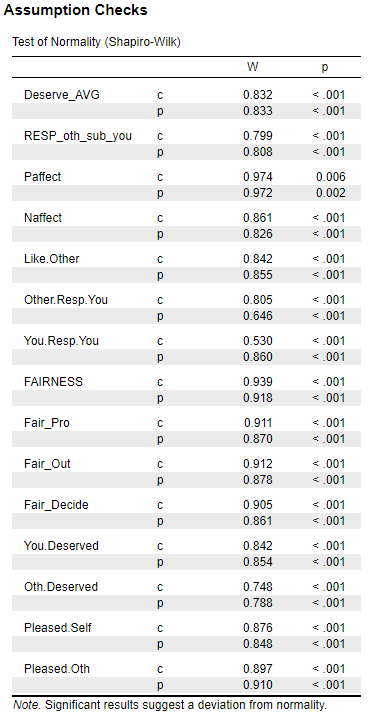 Assumption Checks
Test of Normality (Shapiro-Wilk)
W p
Deserve_AVG c 0.832 < .001
p 0.833 < .001
RESP_oth_sub_you c 0.799 < .001
p 0.808 < .001
Paffect c 0.974 0.006
p 0.972 0.002
Naffect c 0.861 < .001
p 0.826 < .001
Like.Other c 0.842 < .001
p 0.855 < .001
Other.Resp.You c 0.805 < .001
p 0.646 < .001
You.Resp.You c 0.530 < .001
p 0.860 < .001
FAIRNESS c 0.939 < .001
p 0.918 < .001
Fair_Pro c 0.911 < .001
p 0.870 < .001
Fair_Out c 0.912 < .001
p 0.878 < .001
Fair_Decide c 0.905 < .001
p 0.861 < .001
You.Deserved c 0.842 < .001
p 0.854 < .001
Oth.Deserved c 0.748 < .001
p 0.788 < .001
Pleased.Self c 0.876 < .001
p 0.848 < .001
Pleased.Oth c 0.897 < .001
p 0.910 < .001
Note. Significant results suggest a deviation from normality.